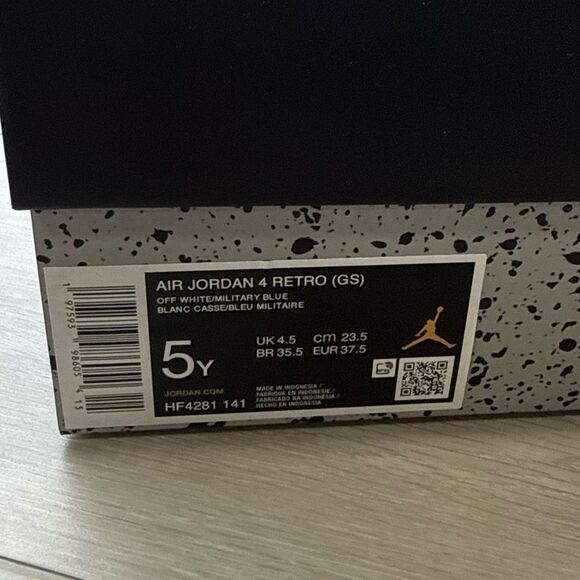 AIR JORDAN 4 RETRO (GS)
OFF WHITE/MILITARY BLUE
BLANC CASSE/BLEU MILITAIRE
5Y
UK 4.5 cm 23.5
BR 35.5 EUR 37.5
JORDAN.COM
HF4281 141
MADE IN INDONESIA /
FABRIQUE EN INDONESIE /
FABRICADO NA INDONÉSIA /
HECHO EN INDONESIA